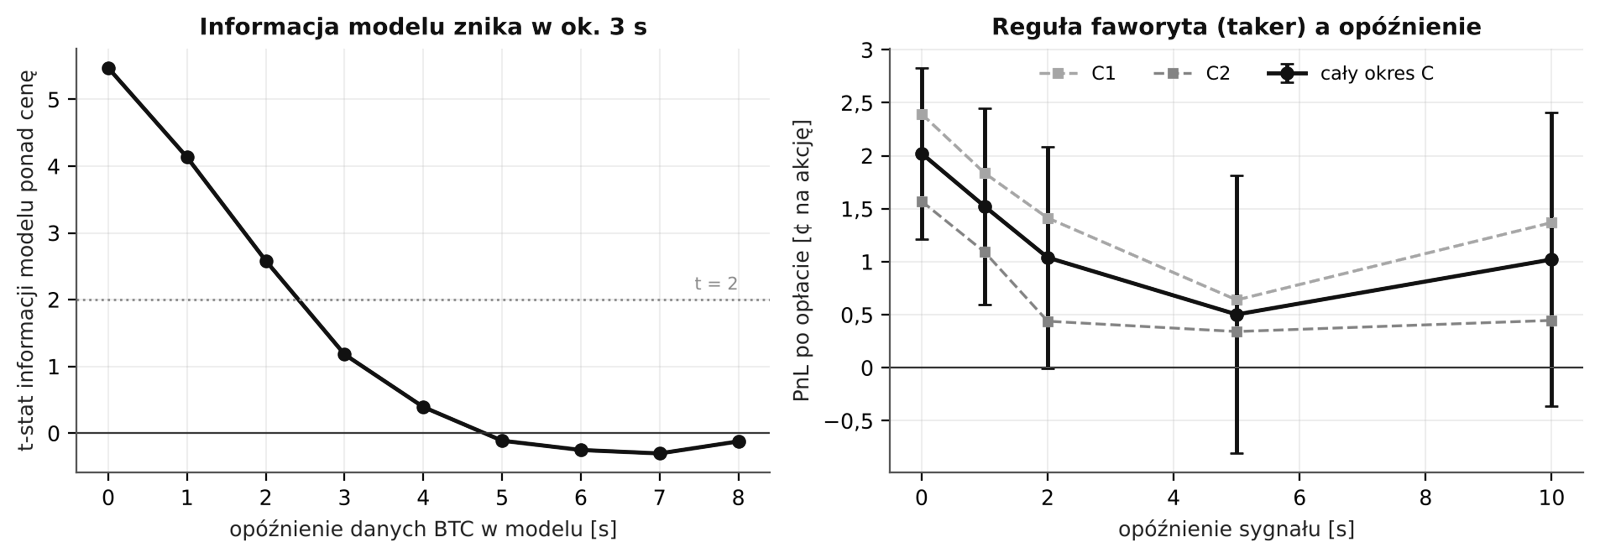 Informacja modelu znika w ok. 3 s
t-stat informacji modelu ponad cenę
5
4
3
2
1
0
t = 2
0 1 2 3 4 5 6 7 8
opóźnienie danych BTC w modelu [s]
Reguła faworyta (taker) a opóźnienie
C1 C2 cały okres C
PnL po opłacie [¢ na akcję]
3
2,5
2
1,5
1
0,5
0
−0,5
0 2 4 6 8 10
opóźnienie sygnału [s]